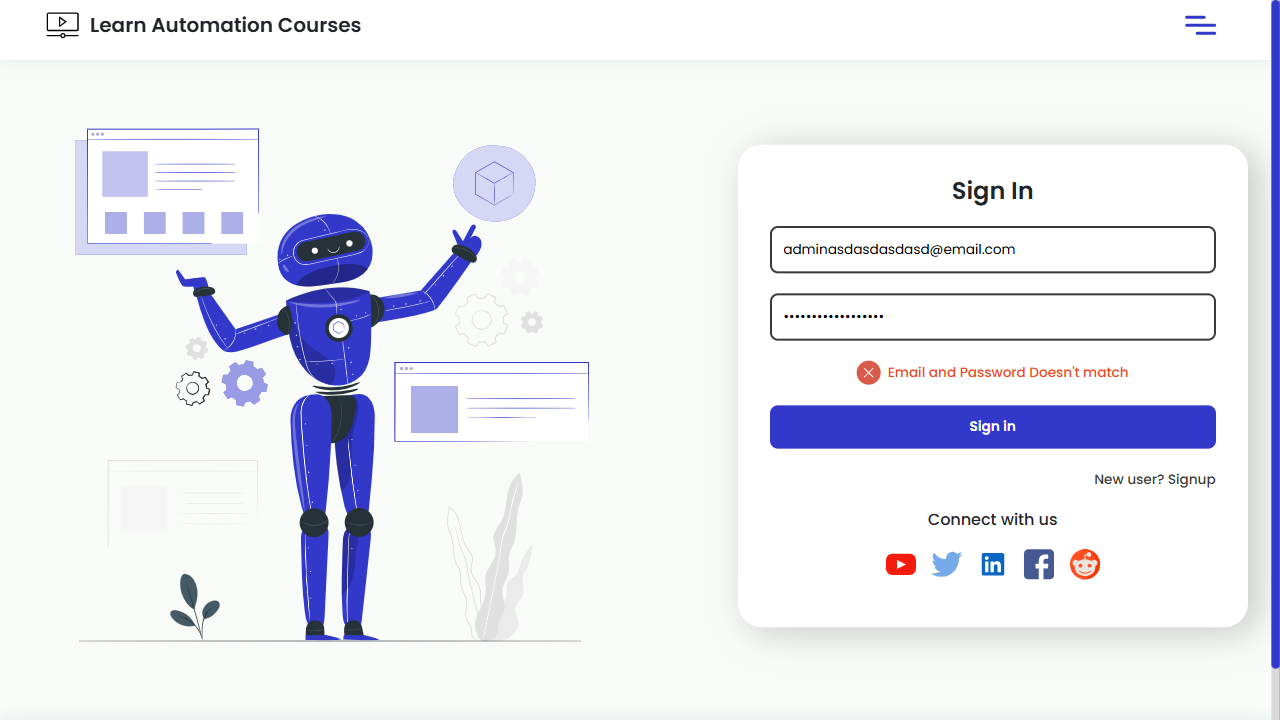 Learn Automation Courses
Sign In
adminasdasdasdasd@email.com
••••••••••••••••••
Email and Password Doesn't match
Sign in
New user? Signup
Connect with us
in
f